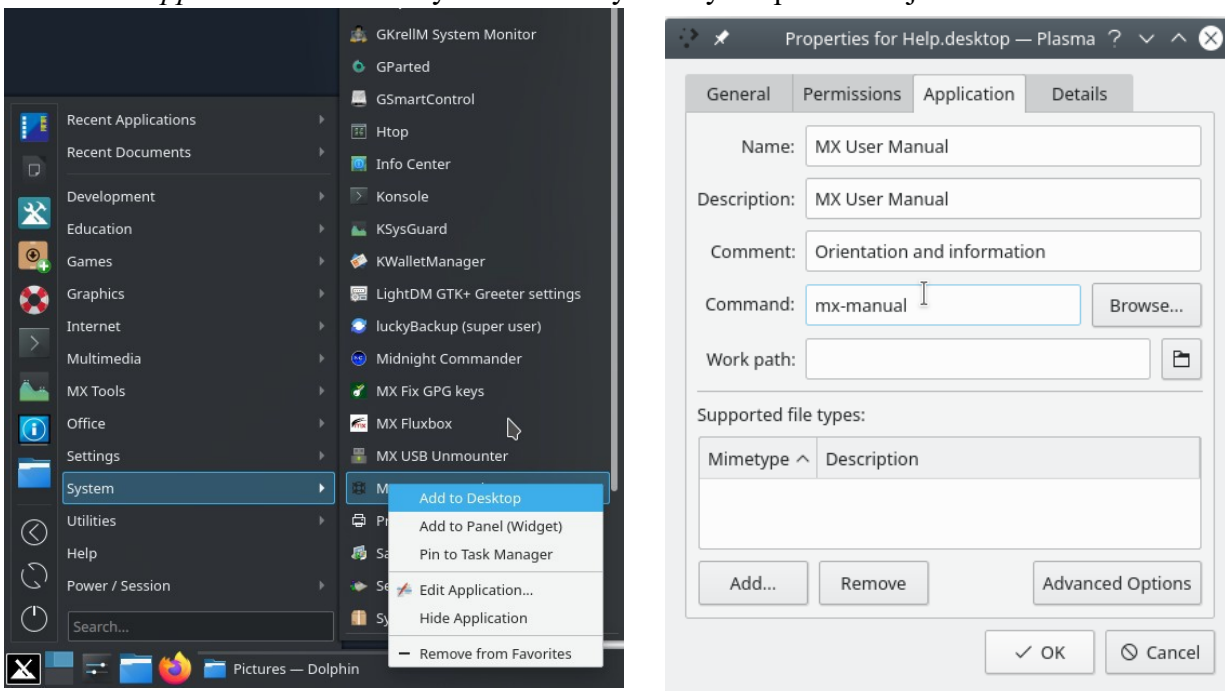 GKrellM System Monitor
GParted
GSmartControl
Htop
Info Center
Konsole
KSysGuard
KWalletManager
LightDM GTK+ Greeter settings
luckyBackup (super user)
Midnight Commander
MX Fix GPG keys
MX Fluxbox
MX USB Unmounter
Recent Applications
Recent Documents
Development
Education
Games
Graphics
Internet
Multimedia
MX Tools
Office
Settings
System
Utilities
Help
Power / Session
Search...
Add to Desktop
Add to Panel (Widget)
Pin to Task Manager
Edit Application...
Hide Application
Remove from Favorites
Pictures — Dolphin
Properties for Help.desktop — Plasma
General Permissions Application Details
Name: MX User Manual
Description: MX User Manual
Comment: Orientation and information
Command: mx-manual Browse...
Work path:
Supported file types:
Mimetype Description
Add... Remove Advanced Options
OK Cancel